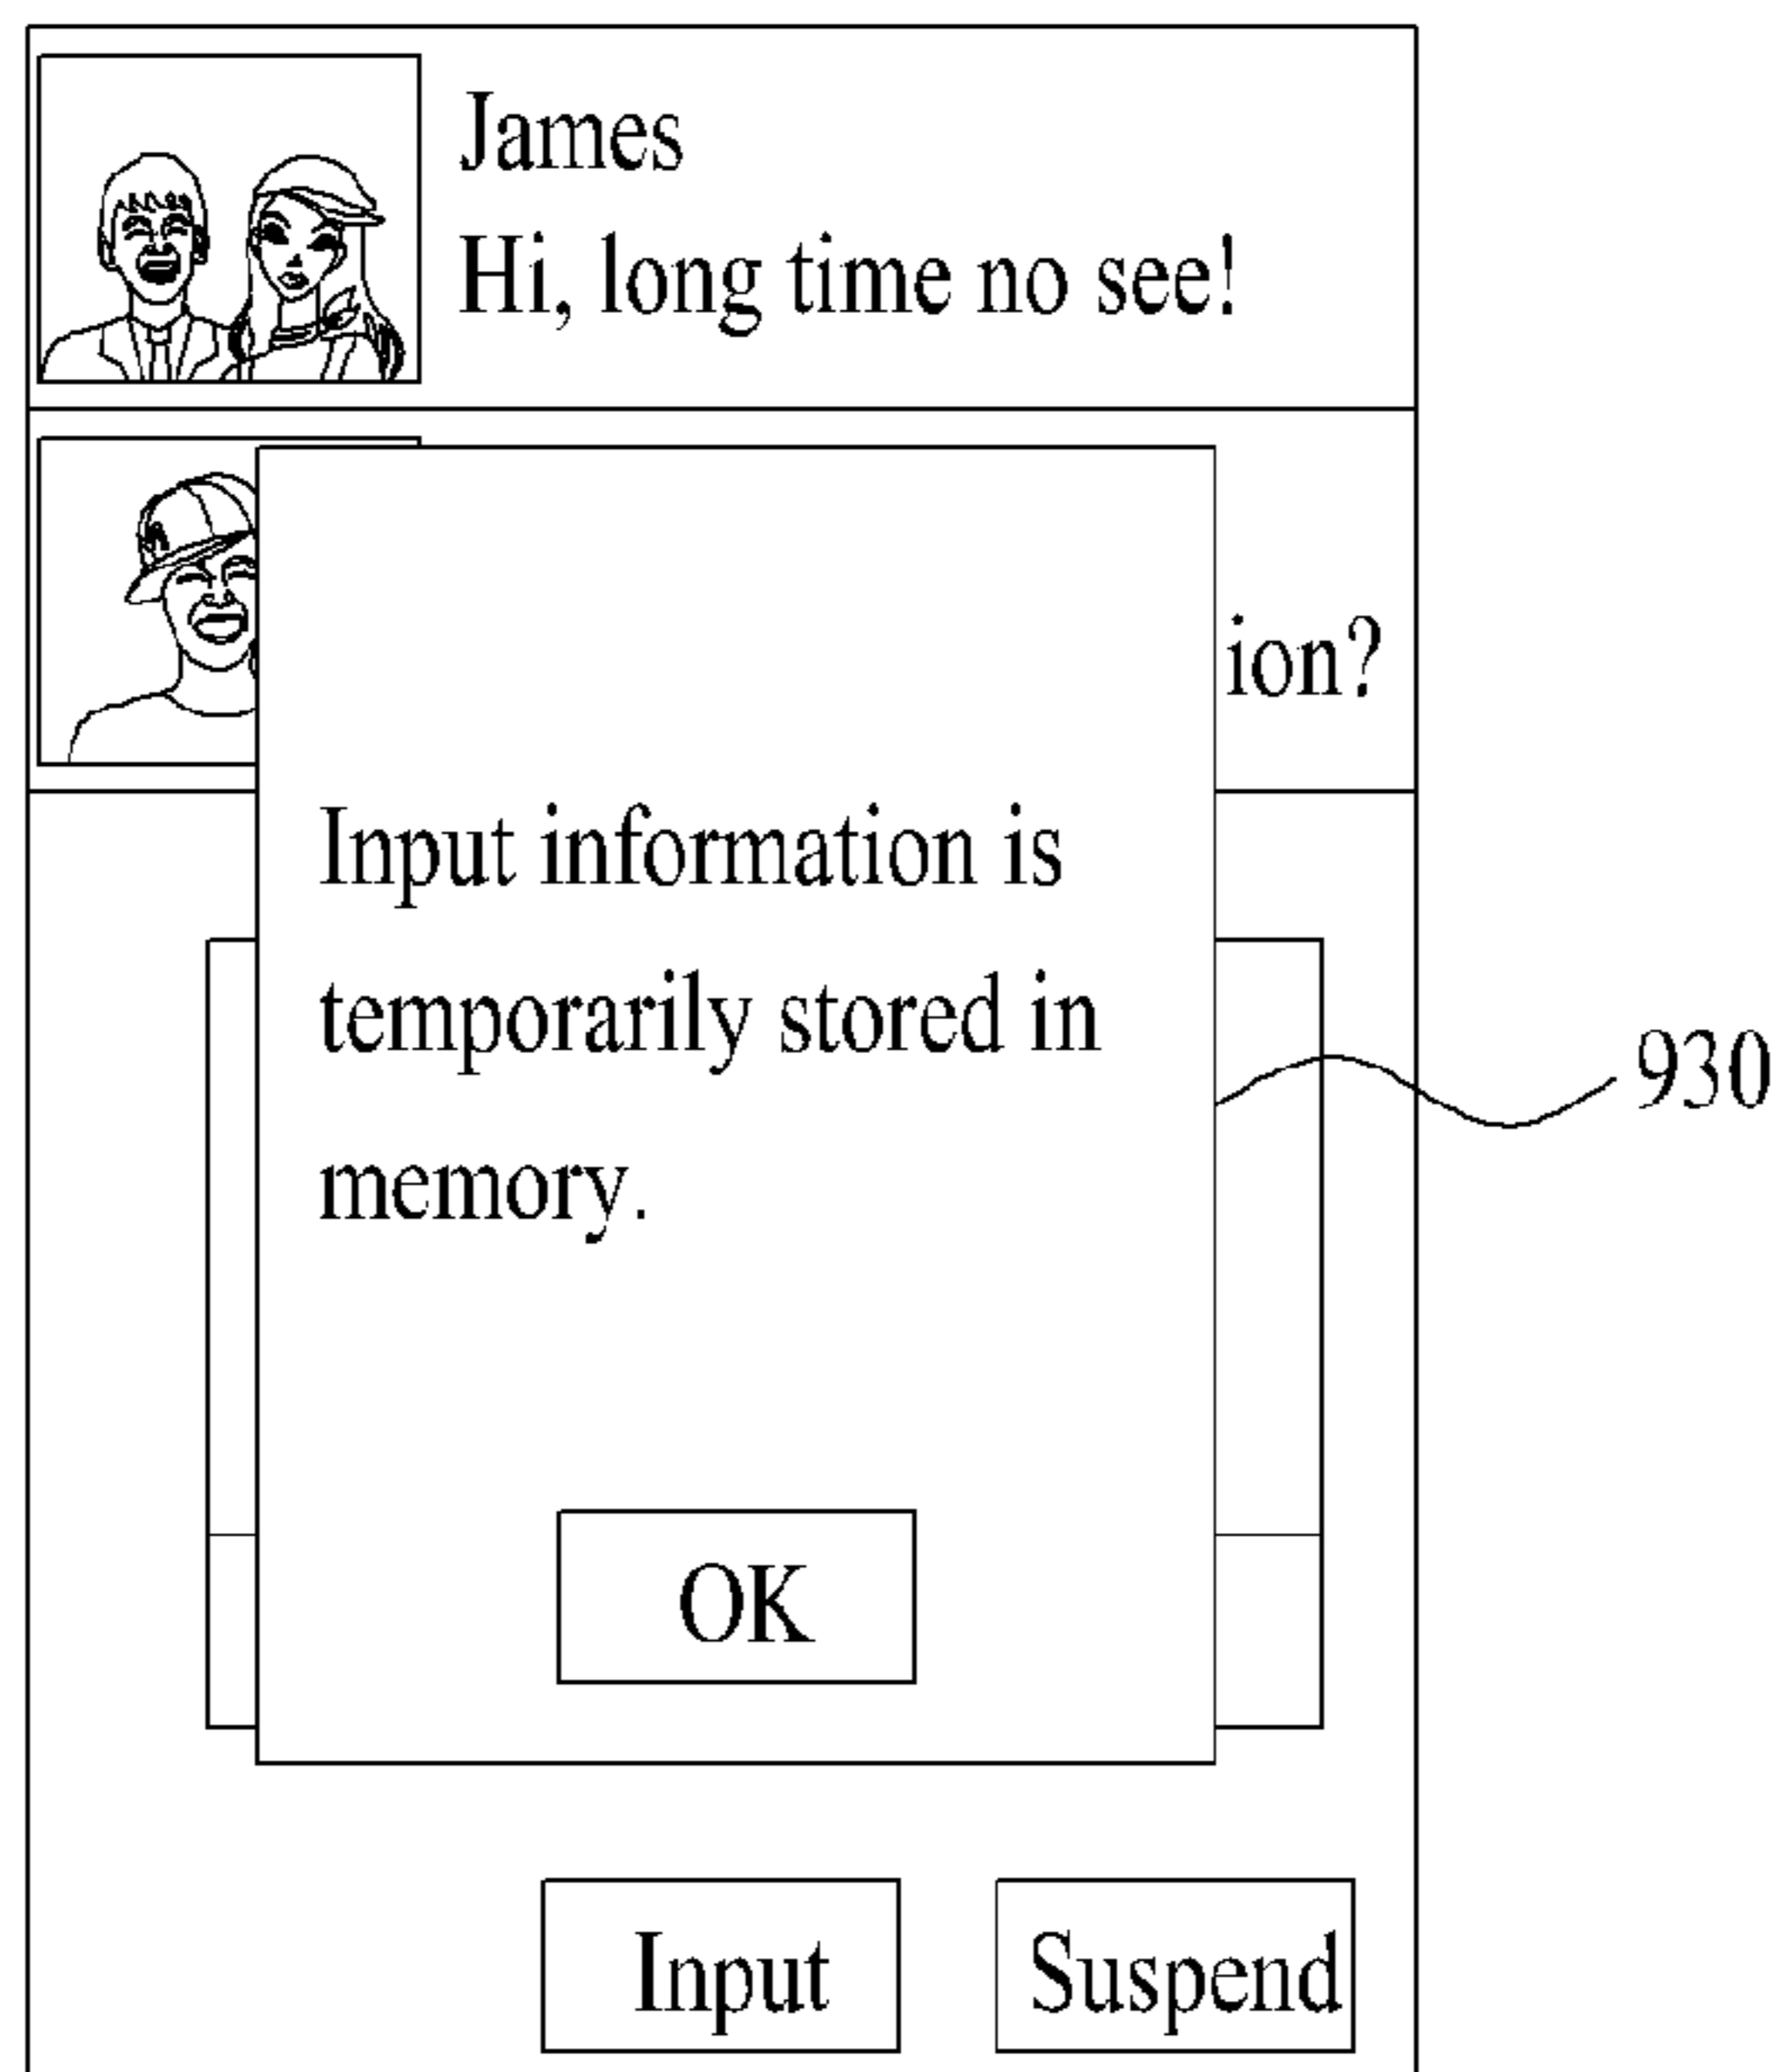 James
Hi, long time no see!
ion?
Input information is
temporarily stored in
memory.
930
OK
Input
Suspend